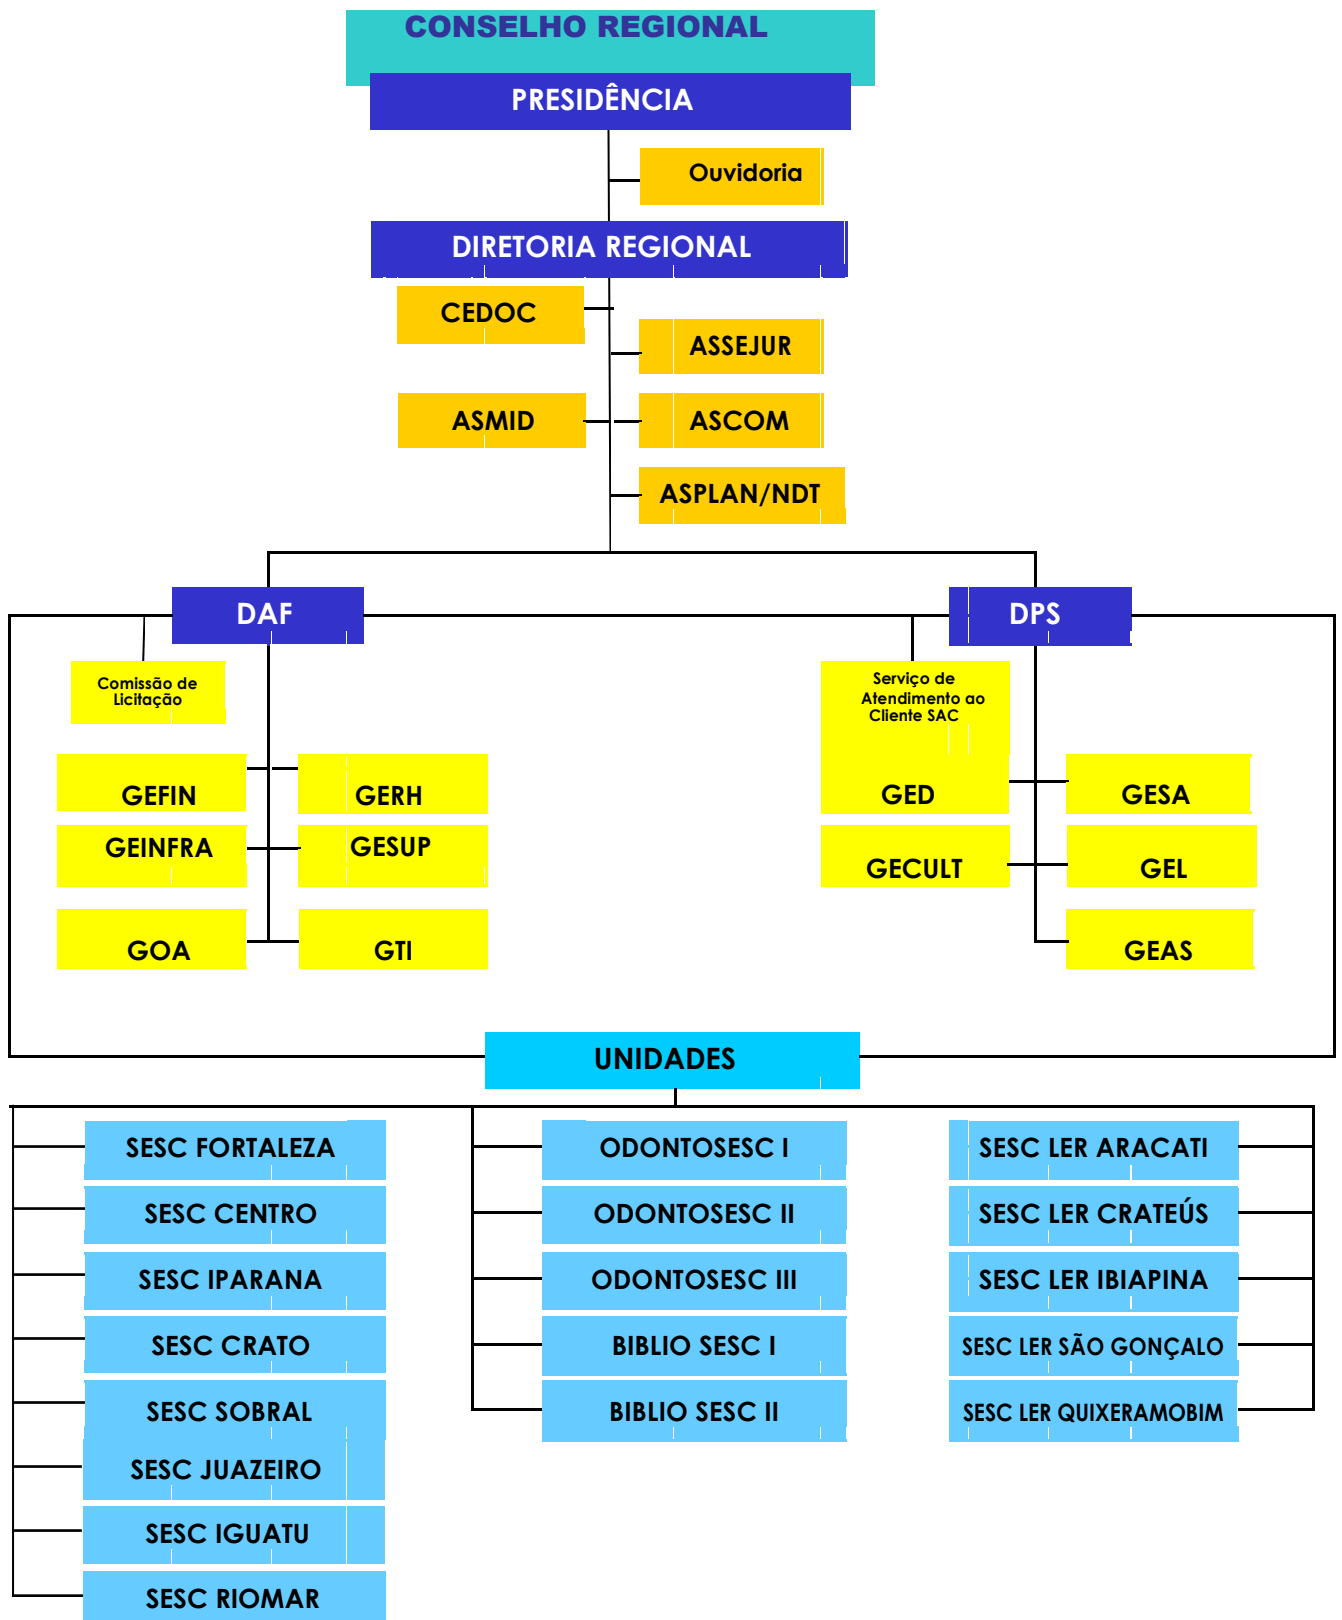 CONSELHO REGIONAL
PRESIDÊNCIA
Ouvidoria
DIRETORIA REGIONAL
CEDOC
ASSEJUR
ASMID
ASCOM
ASPLAN/NDT
DAF
DPS
Comissão de
Licitação
Serviço de
Atendimento ao
Cliente SAC
GEFIN
GERH
GED
GESA
GEINFRA
GESUP
GECULT
GEL
GOA
GTI
GEAS
UNIDADES
SESC FORTALEZA
SESC CENTRO
SESC IPARANA
SESC CRATO
SESC SOBRAL
SESC JUAZEIRO
SESC IGUATU
SESC RIOMAR
ODONTOSESC I
ODONTOSESC II
ODONTOSESC III
BIBLIO SESC I
BIBLIO SESC II
SESC LER ARACATI
SESC LER CRATEÚS
SESC LER IBIAPINA
SESC LER SÃO GONÇALO
SESC LER QUIXERAMOBIM